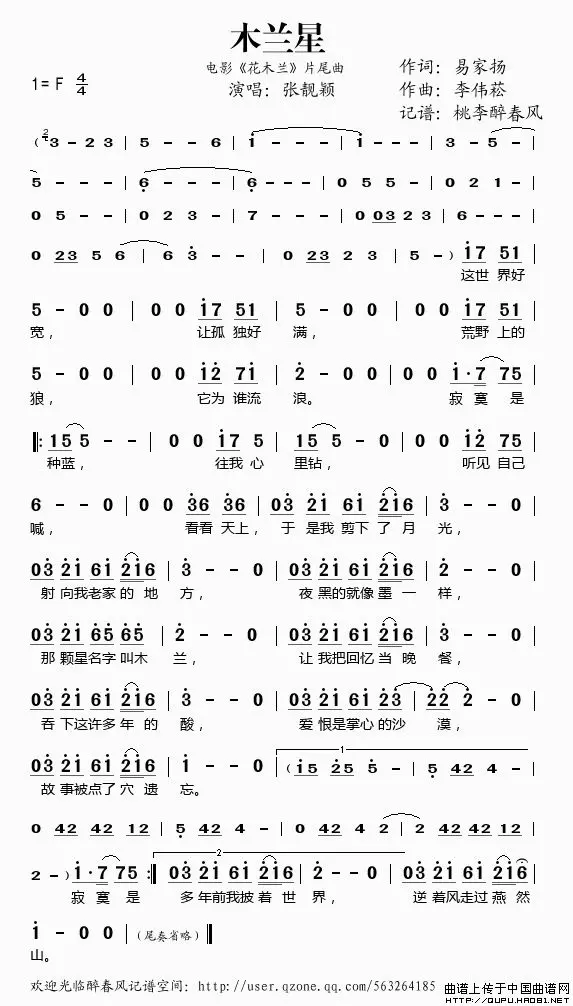 木兰星
电影《花木兰》片尾曲
演唱：张靓颖
作词：易家扬
作曲：李伟菘
记谱：桃李醉春风
1=F 4/4
(2 3 - 2 3 | 5 - - 6 | 1 - - - | 1 - - - | 3 - 5 - |
5 - - - | 6 - - - | 6 - - - | 0 5 5 - | 0 2 1 - |
0 5 - - | 0 2 3 - | 7 - - - | 0 03 2 3 | 6 - - - |
0 23 5 6 | 6 3 - - | 0 23 2 3 | 5 - -) 17 51 |
这世 界好
5 - 0 0 | 0 0 17 51 | 5 - 0 0 | 0 0 17 51 |
宽， 让孤 独好 满， 荒野 上的
5 - 0 0 | 0 0 12 71 | 2 - 0 0 | 0 0 1·7 75 |
狼， 它为 谁流 浪。 寂寞 是
‖: 15 5 - - | 0 0 17 5 | 15 5 - - | 0 0 12 75 |
种蓝， 往我 心 里钻， 听见 自己
6 - - 0 | 0 0 36 36 | 03 21 61 216 | 3 - - 0 |
喊， 看看 天上， 于 是我 剪下 了 月 光，
03 21 61 216 | 3 - - 0 | 03 21 61 216 | 2 - - 0 |
射 向我 老家 的 地 方， 夜 黑的 就像 墨 一 样，
03 21 65 65 | 2 - - 0 | 03 21 61 216 | 3 - - 0 |
那 颗星 名字 叫木 兰， 让 我把 回忆 当 晚 餐，
03 21 61 216 | 3 - - 0 | 03 21 61 23 | 22 2 - 0 |
吞 下这 许多 年 的 酸， 爱 恨是 掌心 的沙 漠，
03 21 61 216 | 1 - - 0 | (15 25 5 - | 5 42 4 - |
1
故 事被 点了 穴 遗 忘。
0 42 42 12 | 5 42 4 - | 0 42 4 2 | 2 42 42 12 |
2 -) 1·7 75 :‖ 03 21 61 216 | 2 - - 0 | 03 21 61 216 |
2
寂寞 是 多 年前 我披 着 世 界， 逆 着风 走过 燕 然
1 - 0 0 | (尾奏省略) ‖
山。
欢迎光临醉春风记谱空间：http://user.qzone.qq.com/563264185
曲谱上传于中国曲谱网
http://QUPU.HAO81.NET